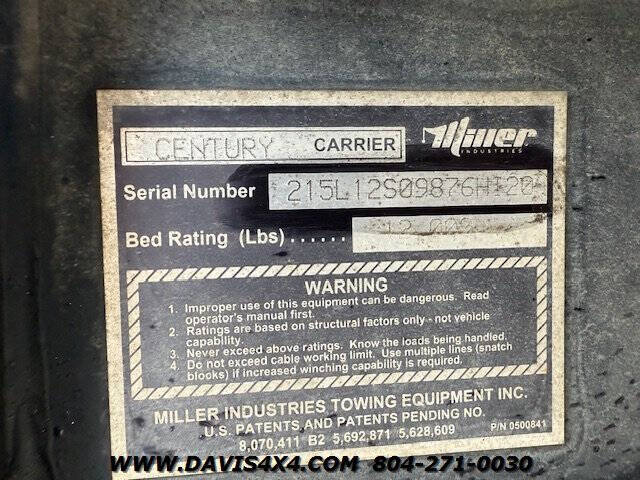 CENTURY CARRIER Miller
INDUSTRIES
Serial Number 215L12S09876HI20
Bed Rating (Lbs)...... 12,000
WARNING
1. Improper use of this equipment can be dangerous. Read
operator's manual first.
2. Ratings are based on structural factors only - not vehicle
capability.
3. Never exceed above ratings. Know the loads being handled.
4. Do not exceed cable working limit. Use multiple lines (snatch
blocks) if increased winching capability is required.
MILLER INDUSTRIES TOWING EQUIPMENT INC.
U.S. PATENTS AND PATENTS PENDING NO.
8,070,411 B2 5,692,871 5,628,609
P/N 0500841
WWW.DAVIS4X4.COM 804-271-0030